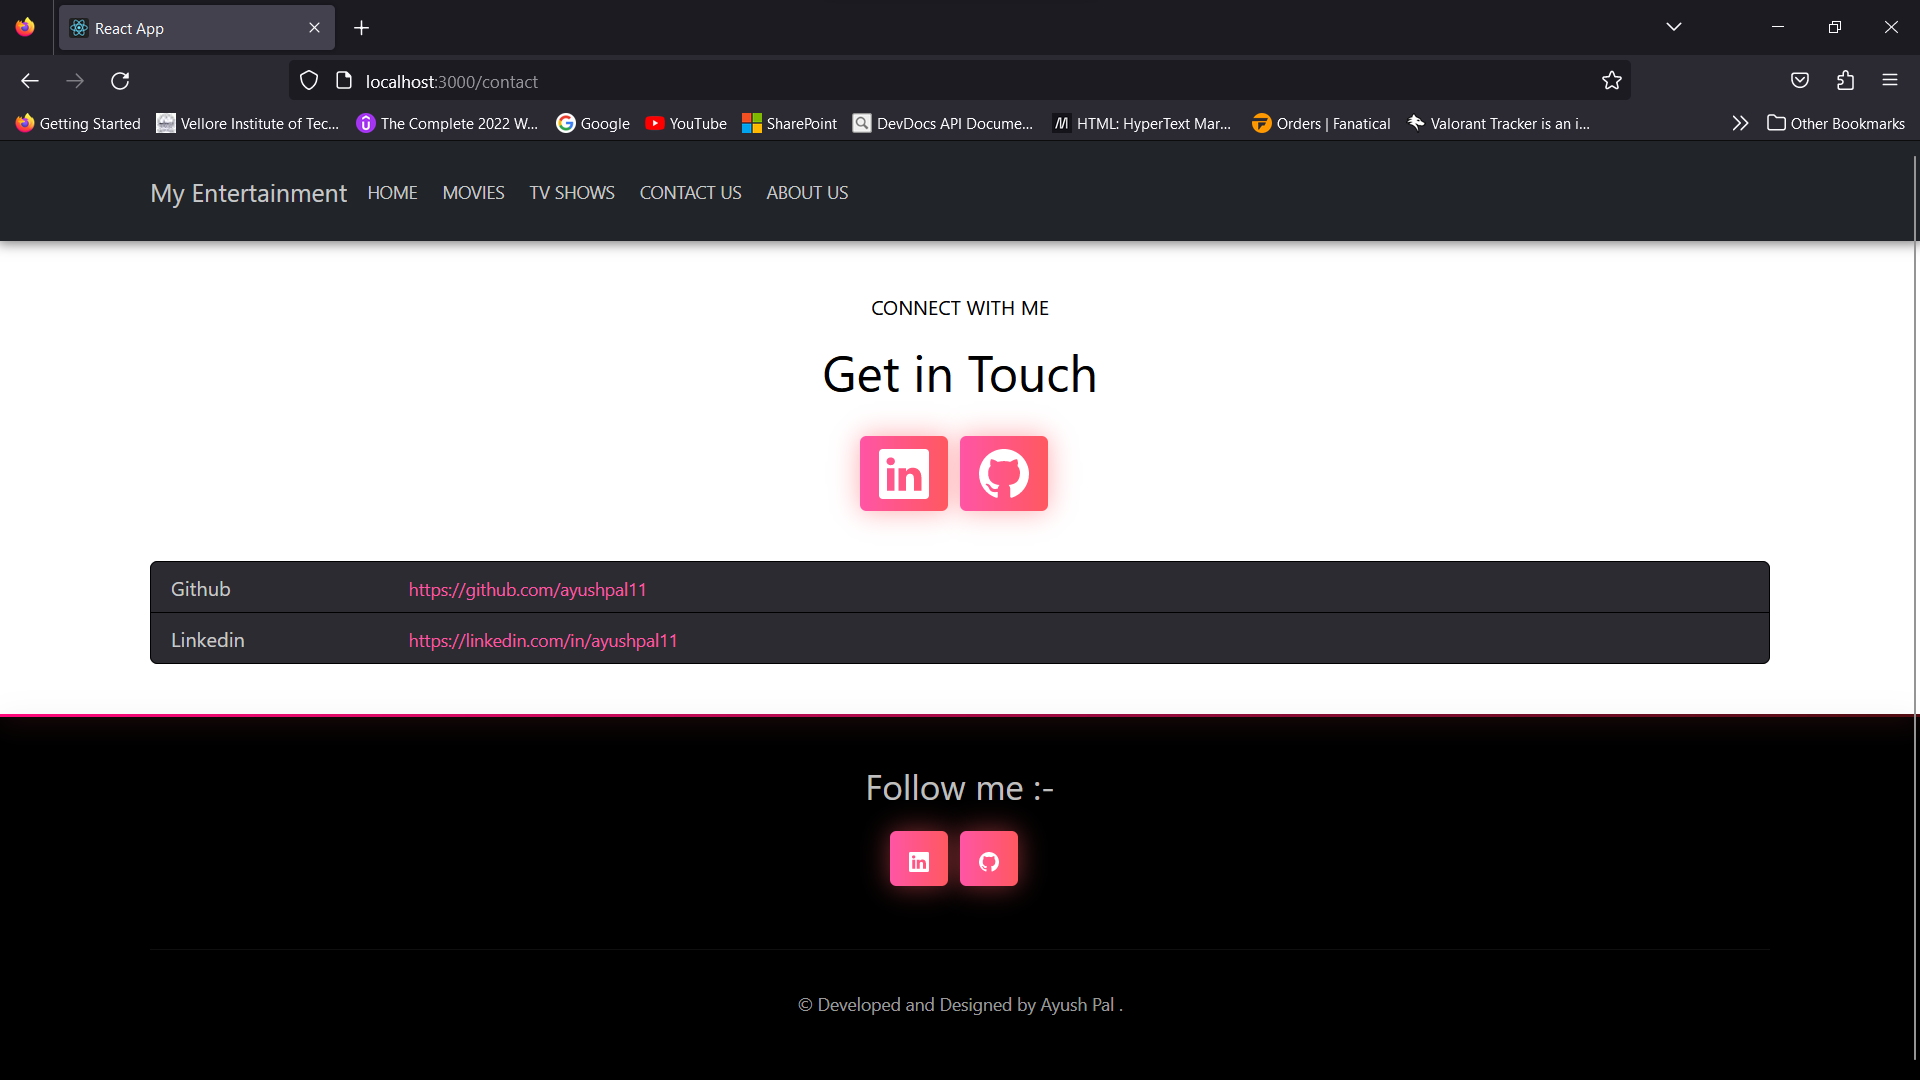 React App
localhost:3000/contact
Getting Started Vellore Institute of Tec... The Complete 2022 W... Google YouTube SharePoint DevDocs API Docume... HTML: HyperText Mar... Orders | Fanatical Valorant Tracker is an i... Other Bookmarks
My Entertainment HOME MOVIES TV SHOWS CONTACT US ABOUT US
CONNECT WITH ME
Get in Touch
Github https://github.com/ayushpal11
Linkedin https://linkedin.com/in/ayushpal11
Follow me :-
© Developed and Designed by Ayush Pal .